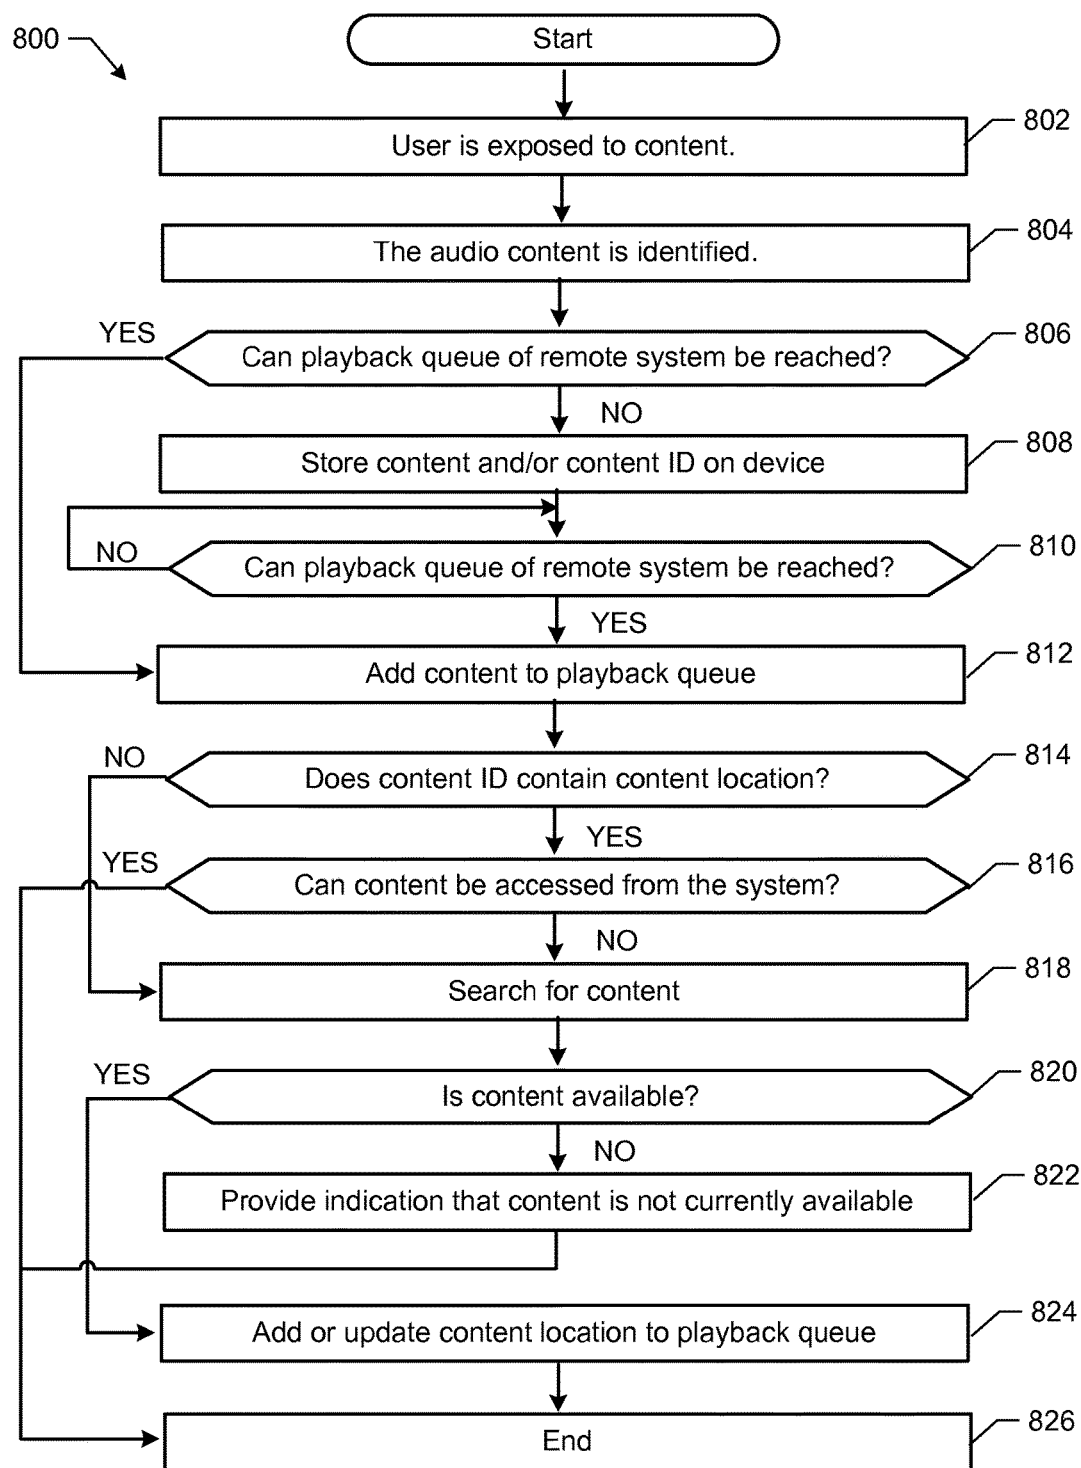 800
Start
User is exposed to content.
802
The audio content is identified.
804
YES
Can playback queue of remote system be reached?
806
NO
Store content and/or content ID on device
808
NO
Can playback queue of remote system be reached?
810
YES
Add content to playback queue
812
NO
Does content ID contain content location?
814
YES
YES
Can content be accessed from the system?
816
NO
Search for content
818
YES
Is content available?
820
NO
Provide indication that content is not currently available
822
Add or update content location to playback queue
824
End
826